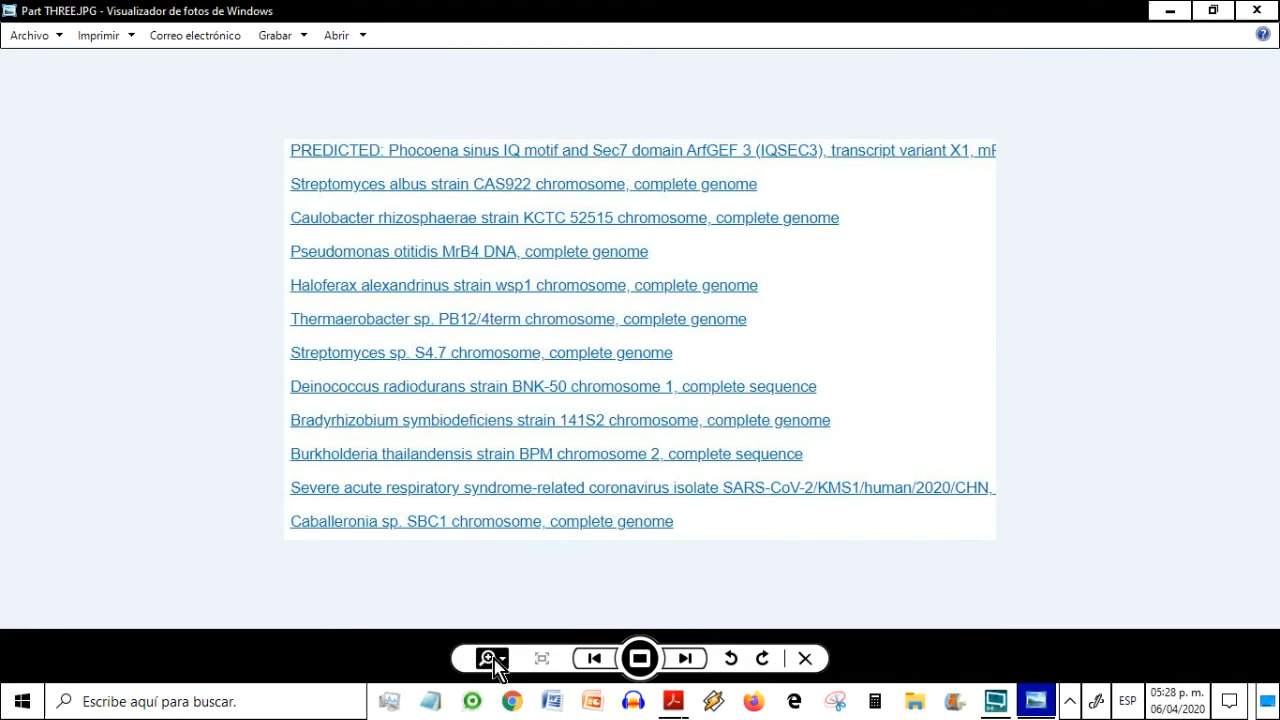 Part THREE.JPG - Visualizador de fotos de Windows
Archivo Imprimir Correo electrónico Grabar Abrir
PREDICTED: Phocoena sinus IQ motif and Sec7 domain ArfGEF 3 (IQSEC3), transcript variant X1,
Streptomyces albus strain CAS922 chromosome, complete genome
Caulobacter rhizosphaerae strain KCTC 52515 chromosome, complete genome
Pseudomonas otitidis MrB4 DNA, complete genome
Haloferax alexandrinus strain wsp1 chromosome, complete genome
Thermaerobacter sp. PB12/4term chromosome, complete genome
Streptomyces sp. S4.7 chromosome, complete genome
Deinococcus radiodurans strain BNK-50 chromosome 1, complete sequence
Bradyrhizobium symbiodeficiens strain 141S2 chromosome, complete genome
Burkholderia thailandensis strain BPM chromosome 2, complete sequence
Severe acute respiratory syndrome-related coronavirus isolate SARS-CoV-2/KMS1/human/2020/CHN,
Caballeronia sp. SBC1 chromosome, complete genome
Escribe aquí para buscar.
ESP
05:28 p. m.
06/04/2020